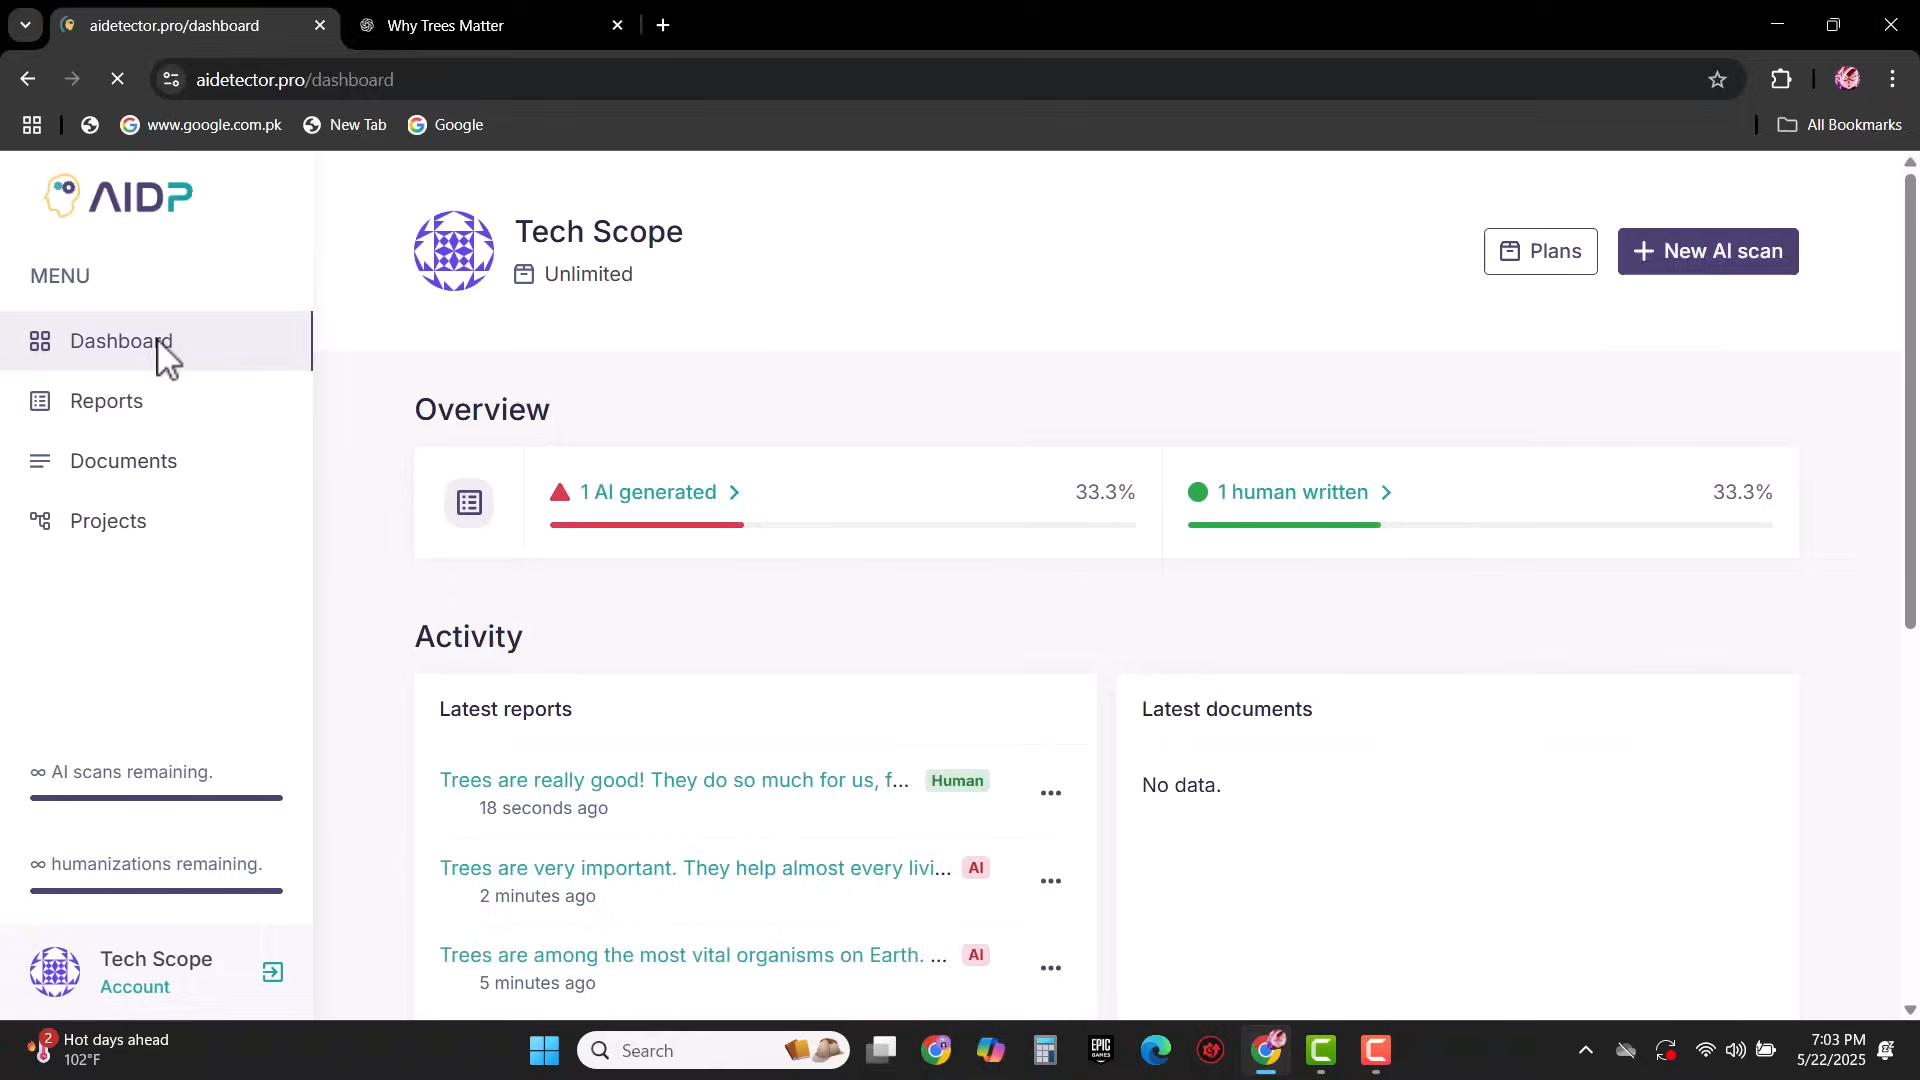 aidetector.pro/dashboard
Why Trees Matter
aidetector.pro/dashboard
www.google.com.pk
New Tab
Google
All Bookmarks
AIDP
MENU
Dashboard
Reports
Documents
Projects
∞ AI scans remaining.
∞ humanizations remaining.
Tech Scope
Account
Tech Scope
Unlimited
Plans
New AI scan
Overview
1 AI generated
33.3%
1 human written
33.3%
Activity
Latest reports
Trees are really good! They do so much for us, f... Human
18 seconds ago
Trees are very important. They help almost every livi... AI
2 minutes ago
Trees are among the most vital organisms on Earth. ... AI
5 minutes ago
Latest documents
No data.
2
Hot days ahead
102°F
Search
EPIC GAMES
7:03 PM
5/22/2025